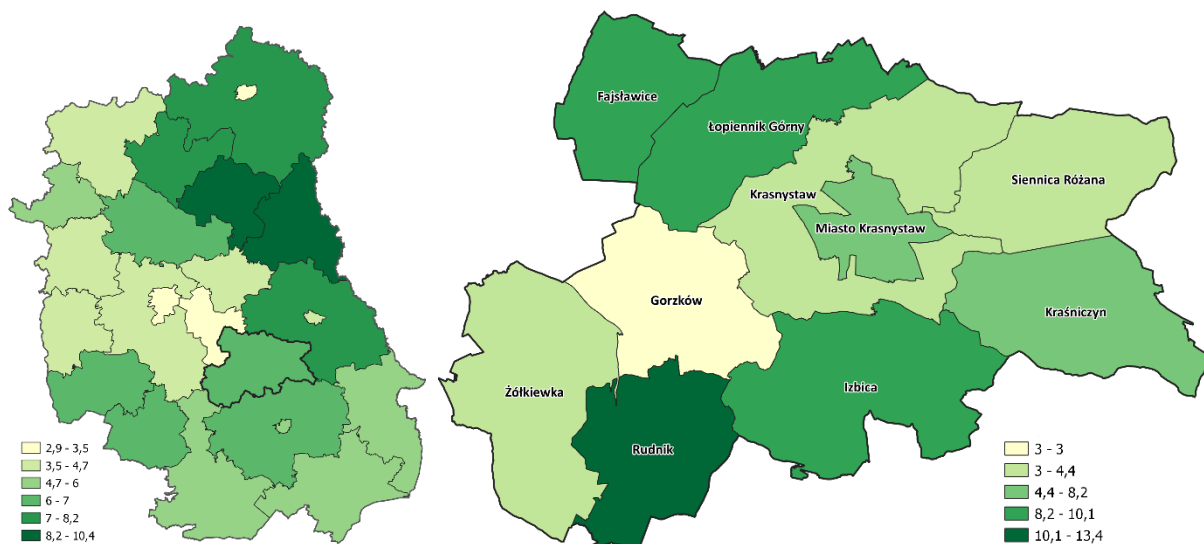 2,9 - 3,5
3,5 - 4,7
4,7 - 6
6 - 7
7 - 8,2
8,2 - 10,4
Fajsławice
Łopiennik Górny
Krasnystaw
Siennica Różana
Miasto Krasnystaw
Gorzków
Kraśniczyn
Żółkiewka
Izbica
Rudnik
3 - 3
3 - 4,4
4,4 - 8,2
8,2 - 10,1
10,1 - 13,4